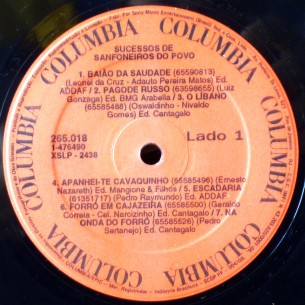 COLUMBIA COLUMBIA COLUMBIA COLUMBIA COLUMBIA
SUCESSOS DE
SANFONEIROS DO POVO
1. BAIÃO DA SAUDADE (65590813)
(Leonel da Cruz - Adauto Pereira Matos) Ed.
ADDAF / 2. PAGODE RUSSO (63598655) (Luiz
Gonzaga) Ed. BMG Arabella / 3. O LÍBANO
(65585488) (Oswaldinho - Nivaldo
Gomes) Ed. Cantagalo
265.018
1-476490
XSLP - 2438
Lado 1
4. APANHEI-TE CAVAQUINHO (65585496) (Ernesto
Nazareth) Ed. Mangione & Filhos / 5. ESCADARIA
(61351717) (Pedro Raymundo) Ed. ADDAF
6. FORRÓ EM CAJAZEIRA (65585500) (Geraldo
Correia - Cel. Narcizinho) Ed. Cantagalo / 7. NA
ONDA DO FORRÓ (65585526) (Pedro
Sertanejo) Ed. Cantagalo